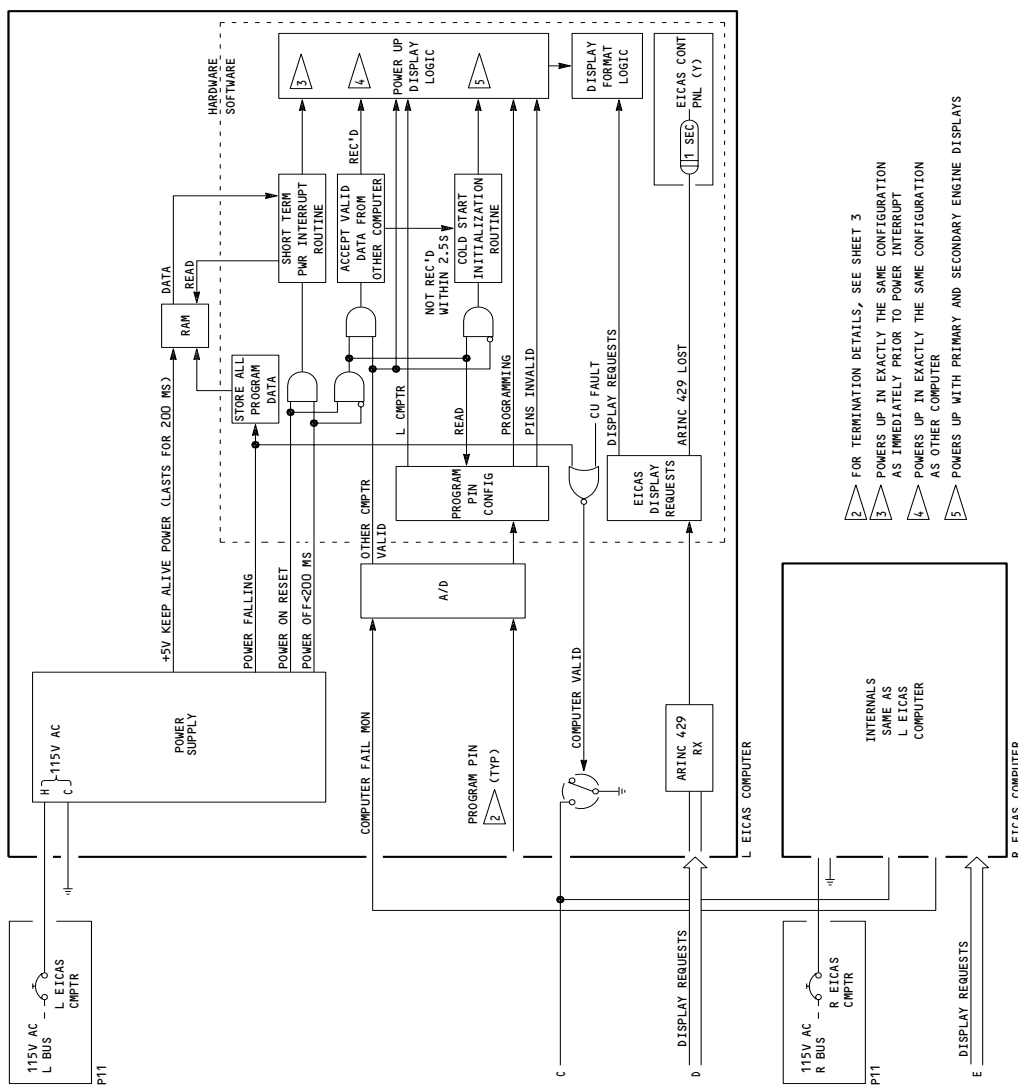 115V AC
L BUS
L EICAS
CMPTR
P11
H
C
115V AC
POWER
SUPPLY
+5V KEEP ALIVE POWER (LASTS FOR 200 MS)
POWER FALLING
POWER ON RESET
POWER OFF<200 MS
RAM
DATA
READ
STORE ALL
PROGRAM
DATA
HARDWARE
SOFTWARE
SHORT TERM
PWR INTERRUPT
ROUTINE
ACCEPT VALID
DATA FROM
OTHER COMPUTER
REC'D
NOT REC'D
WITHIN 2.5S
COLD START
INITIALIZATION
ROUTINE
3
4
POWER UP
DISPLAY
LOGIC
5
DISPLAY
FORMAT
LOGIC
COMPUTER FAIL MON
A/D
OTHER CMPTR
VALID
L CMPTR
READ
PROGRAM
PIN
CONFIG
PROGRAMMING
PINS INVALID
PROGRAM PIN
2 (TYP)
CU FAULT
COMPUTER VALID
DISPLAY REQUESTS
EICAS
DISPLAY
REQUESTS
ARINC 429 LOST
1 SEC
EICAS CONT
PNL (Y)
ARINC 429
RX
L EICAS COMPUTER
C
DISPLAY REQUESTS
D
115V AC
R BUS
R EICAS
CMPTR
P11
DISPLAY REQUESTS
E
INTERNALS
SAME AS
L EICAS
COMPUTER
R EICAS COMPUTER
2 FOR TERMINATION DETAILS, SEE SHEET 3
3 POWERS UP IN EXACTLY THE SAME CONFIGURATION
AS IMMEDIATELY PRIOR TO POWER INTERRUPT
4 POWERS UP IN EXACTLY THE SAME CONFIGURATION
AS OTHER COMPUTER
5 POWERS UP WITH PRIMARY AND SECONDARY ENGINE DISPLAYS